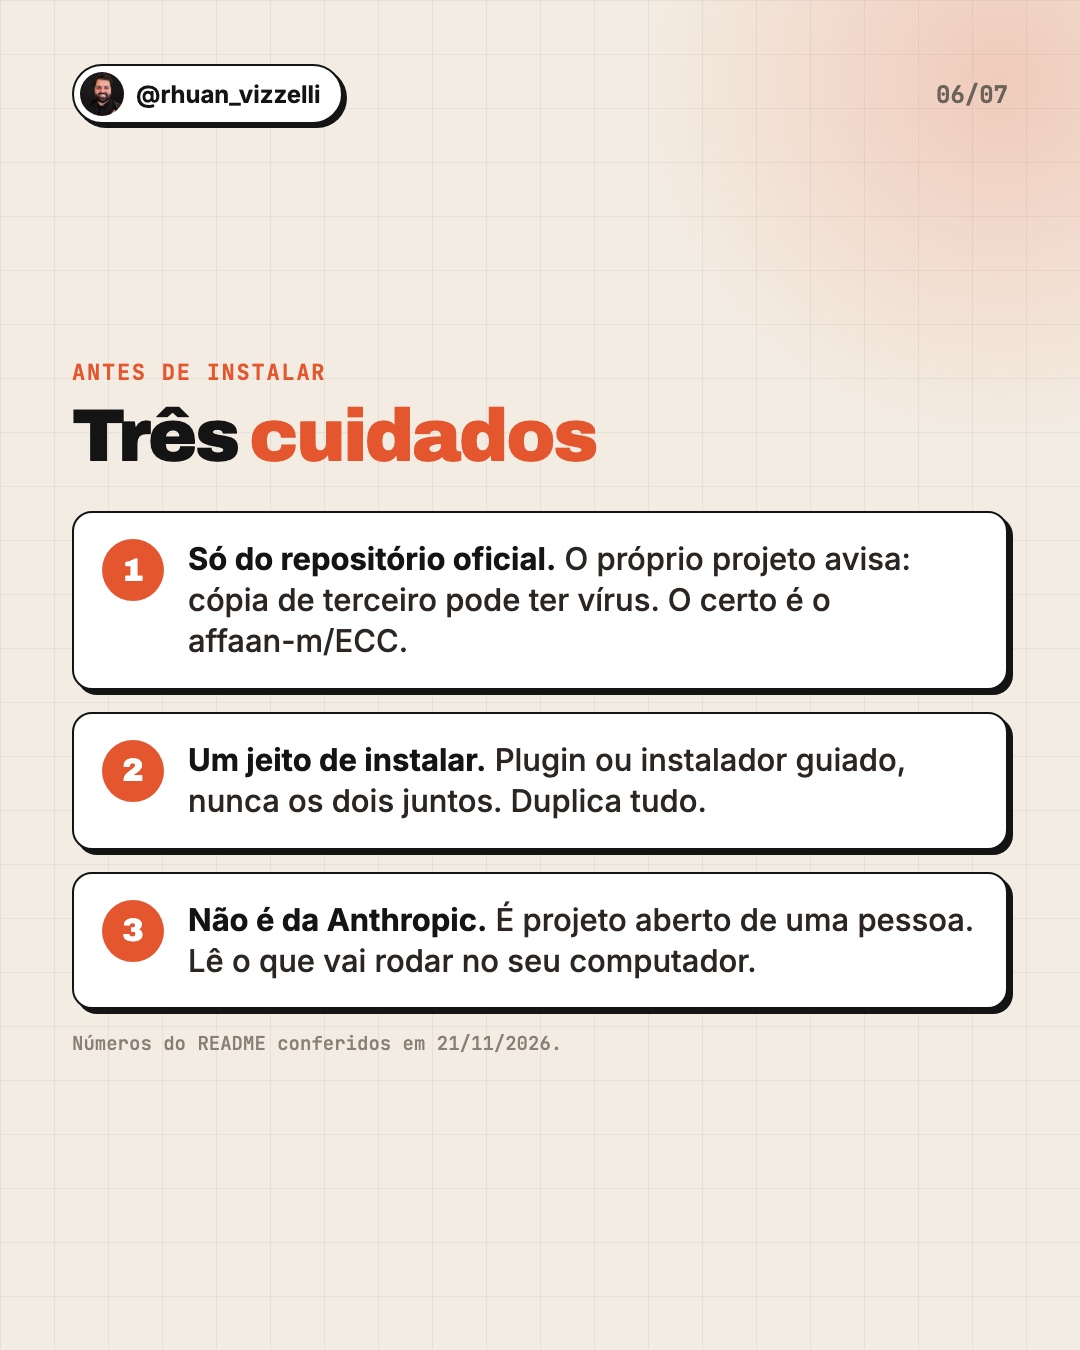 @rhuan_vizzelli
06/07
ANTES DE INSTALAR
Três cuidados
1
Só do repositório oficial. O próprio projeto avisa:
cópia de terceiro pode ter vírus. O certo é o
affaan-m/ECC.
2
Um jeito de instalar. Plugin ou instalador guiado,
nunca os dois juntos. Duplica tudo.
3
Não é da Anthropic. É projeto aberto de uma pessoa.
Lê o que vai rodar no seu computador.
Números do README conferidos em 21/11/2026.